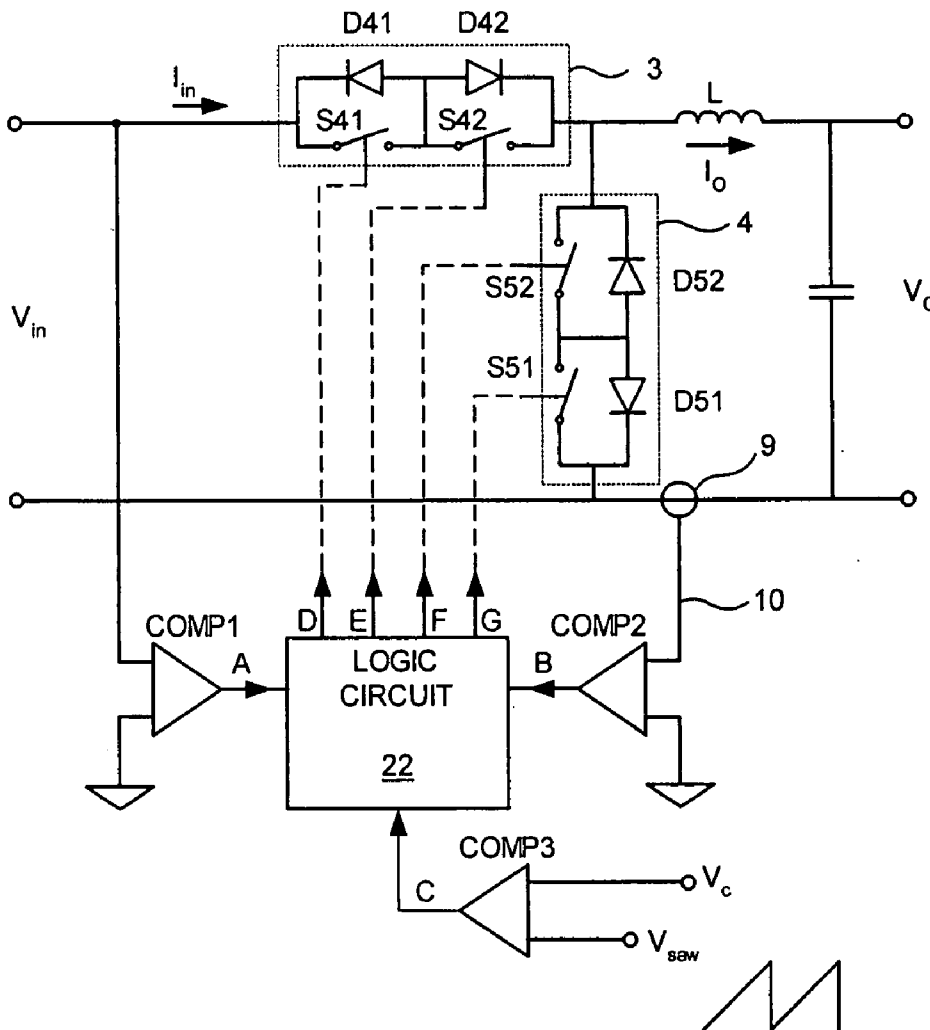 D41 D42
3
I_in
S41 S42
L
I_O
4
S52 D52
V_in
V_O
S51
D51
9
10
D E F G
COMP1 COMP2
A LOGIC B
CIRCUIT
22
COMP3
C
V_c
V_saw